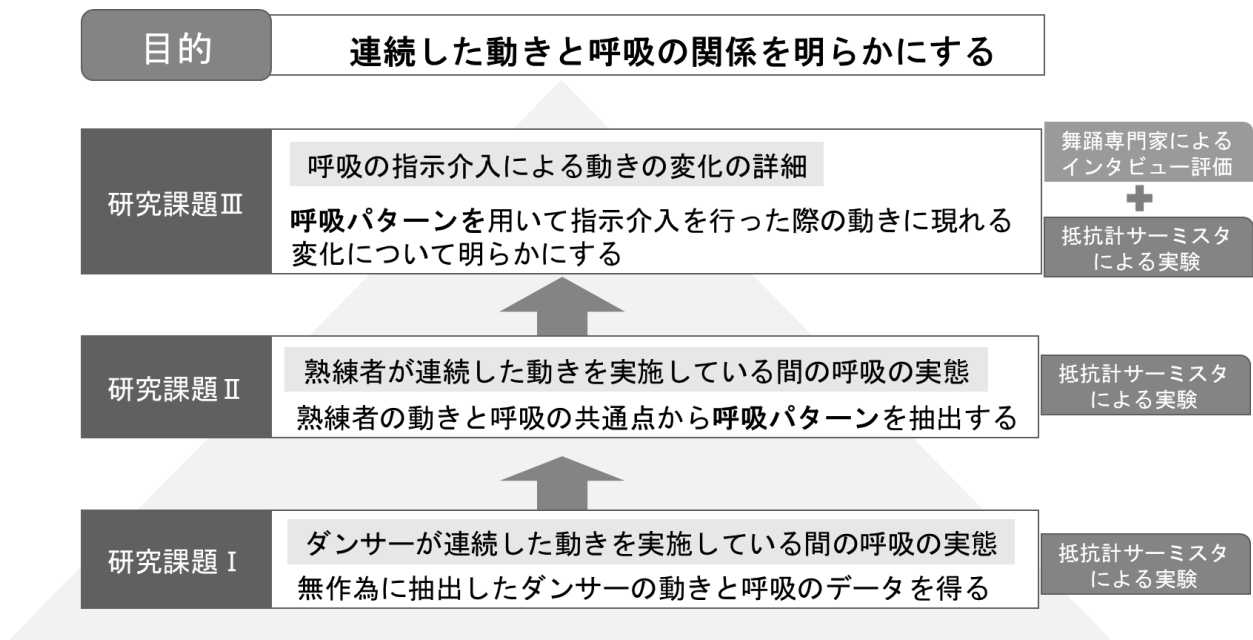 目的
連続した動きと呼吸の関係を明らかにする
研究課題Ⅲ
呼吸の指示介入による動きの変化の詳細
呼吸パターンを用いて指示介入を行った際の動きに現れる
変化について明らかにする
舞踊専門家による
インタビュー評価
抵抗計サーミスタ
による実験
研究課題Ⅱ
熟練者が連続した動きを実施している間の呼吸の実態
熟練者の動きと呼吸の共通点から呼吸パターンを抽出する
抵抗計サーミスタ
による実験
研究課題Ⅰ
ダンサーが連続した動きを実施している間の呼吸の実態
無作為に抽出したダンサーの動きと呼吸のデータを得る
抵抗計サーミスタ
による実験